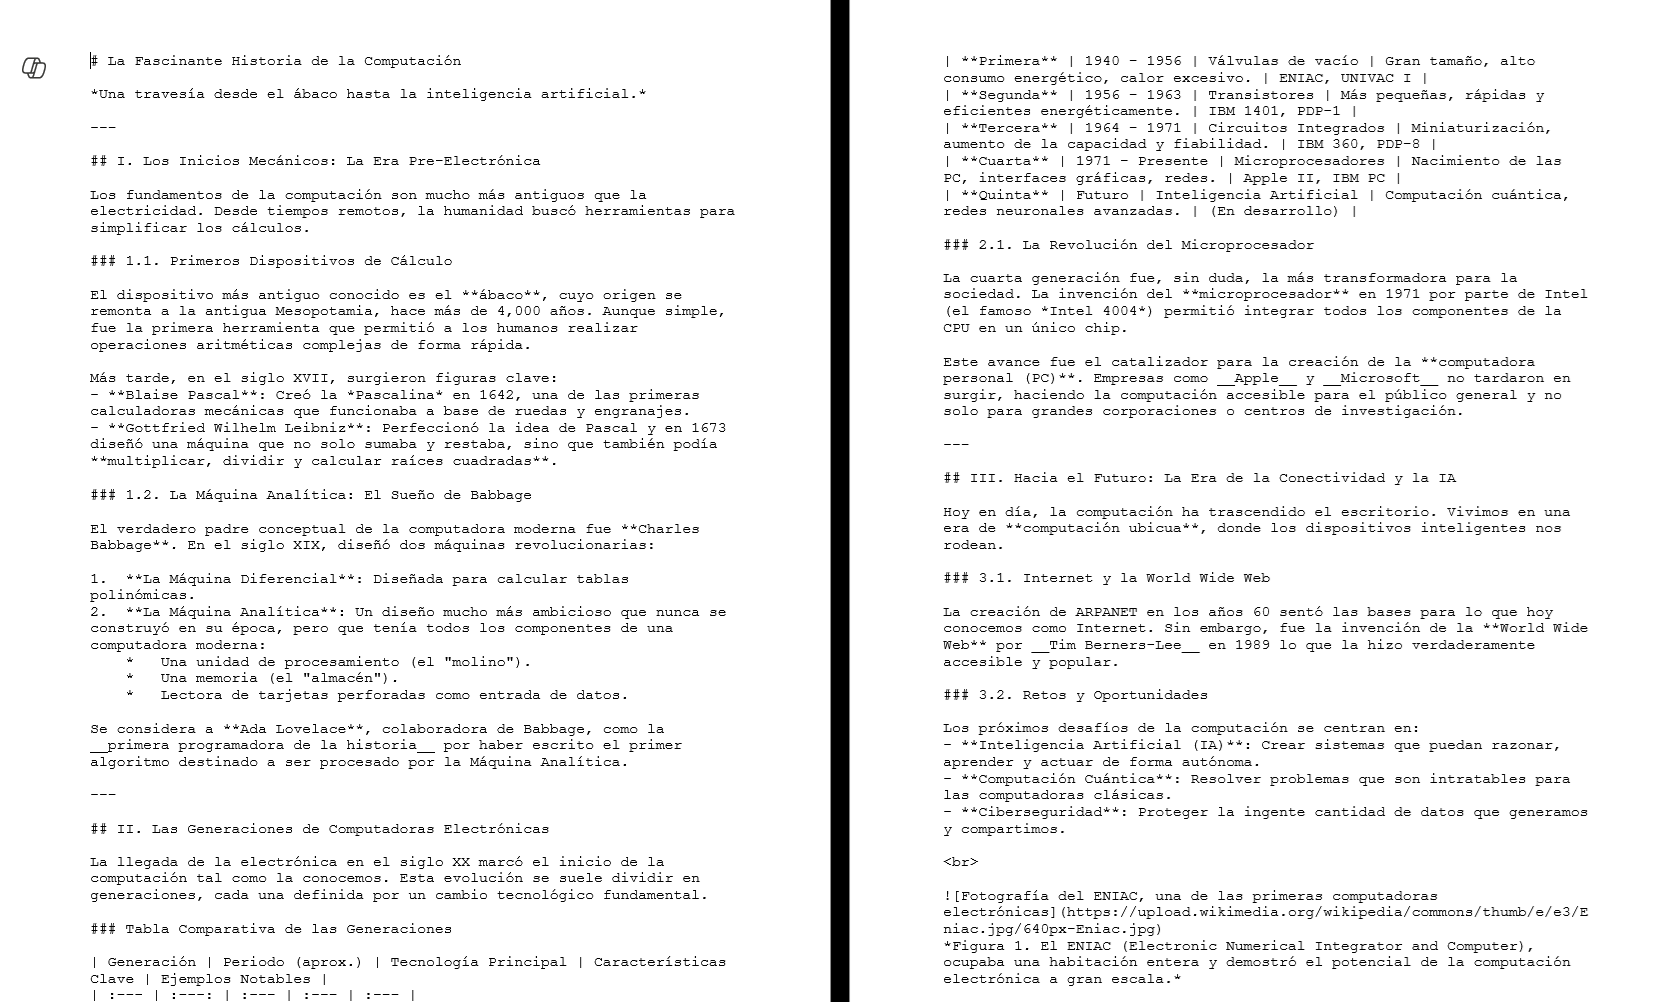 # La Fascinante Historia de la Computación
*Una travesía desde el ábaco hasta la inteligencia artificial.*
---
## I. Los Inicios Mecánicos: La Era Pre-Electrónica
Los fundamentos de la computación son mucho más antiguos que la
electricidad. Desde tiempos remotos, la humanidad buscó herramientas para
simplificar los cálculos.
### 1.1. Primeros Dispositivos de Cálculo
El dispositivo más antiguo conocido es el **ábaco**, cuyo origen se
remonta a la antigua Mesopotamia, hace más de 4,000 años. Aunque simple,
fue la primera herramienta que permitió a los humanos realizar
operaciones aritméticas complejas de forma rápida.
Más tarde, en el siglo XVII, surgieron figuras clave:
- **Blaise Pascal**: Creó la *Pascalina* en 1642, una de las primeras
calculadoras mecánicas que funcionaba a base de ruedas y engranajes.
- **Gottfried Wilhelm Leibniz**: Perfeccionó la idea de Pascal y en 1673
diseñó una máquina que no solo sumaba y restaba, sino que también podía
**multiplicar, dividir y calcular raíces cuadradas**.
### 1.2. La Máquina Analítica: El Sueño de Babbage
El verdadero padre conceptual de la computadora moderna fue **Charles
Babbage**. En el siglo XIX, diseñó dos máquinas revolucionarias:
1.  **La Máquina Diferencial**: Diseñada para calcular tablas
polinómicas.
2.  **La Máquina Analítica**: Un diseño mucho más ambicioso que nunca se
construyó en su época, pero que tenía todos los componentes de una
computadora moderna:
    *   Una unidad de procesamiento (el "molino").
    *   Una memoria (el "almacén").
    *   Lectora de tarjetas perforadas como entrada de datos.
Se considera a **Ada Lovelace**, colaboradora de Babbage, como la
__primera programadora de la historia__ por haber escrito el primer
algoritmo destinado a ser procesado por la Máquina Analítica.
---
## II. Las Generaciones de Computadoras Electrónicas
La llegada de la electrónica en el siglo XX marcó el inicio de la
computación tal como la conocemos. Esta evolución se suele dividir en
generaciones, cada una definida por un cambio tecnológico fundamental.
### Tabla Comparativa de las Generaciones
| Generación | Periodo (aprox.) | Tecnología Principal | Características
Clave | Ejemplos Notables |
| :--- | :---: | :--- | :--- | :--- |
| **Primera** | 1940 - 1956 | Válvulas de vacío | Gran tamaño, alto
consumo energético, calor excesivo. | ENIAC, UNIVAC I |
| **Segunda** | 1956 - 1963 | Transistores | Más pequeñas, rápidas y
eficientes energéticamente. | IBM 1401, PDP-1 |
| **Tercera** | 1964 - 1971 | Circuitos Integrados | Miniaturización,
aumento de la capacidad y fiabilidad. | IBM 360, PDP-8 |
| **Cuarta** | 1971 - Presente | Microprocesadores | Nacimiento de las
PC, interfaces gráficas, redes. | Apple II, IBM PC |
| **Quinta** | Futuro | Inteligencia Artificial | Computación cuántica,
redes neuronales avanzadas. | (En desarrollo) |
### 2.1. La Revolución del Microprocesador
La cuarta generación fue, sin duda, la más transformadora para la
sociedad. La invención del **microprocesador** en 1971 por parte de Intel
(el famoso *Intel 4004*) permitió integrar todos los componentes de la
CPU en un único chip.
Este avance fue el catalizador para la creación de la **computadora
personal (PC)**. Empresas como __Apple__ y __Microsoft__ no tardaron en
surgir, haciendo la computación accesible para el público general y no
solo para grandes corporaciones o centros de investigación.
---
## III. Hacia el Futuro: La Era de la Conectividad y la IA
Hoy en día, la computación ha trascendido el escritorio. Vivimos en una
era de **computación ubicua**, donde los dispositivos inteligentes nos
rodean.
### 3.1. Internet y la World Wide Web
La creación de ARPANET en los años 60 sentó las bases para lo que hoy
conocemos como Internet. Sin embargo, fue la invención de la **World Wide
Web** por __Tim Berners-Lee__ en 1989 lo que la hizo verdaderamente
accesible y popular.
### 3.2. Retos y Oportunidades
Los próximos desafíos de la computación se centran en:
- **Inteligencia Artificial (IA)**: Crear sistemas que puedan razonar,
aprender y actuar de forma autónoma.
- **Computación Cuántica**: Resolver problemas que son intratables para
las computadoras clásicas.
- **Ciberseguridad**: Proteger la ingente cantidad de datos que generamos
y compartimos.
<br>
![Fotografía del ENIAC, una de las primeras computadoras
electrónicas](https://upload.wikimedia.org/wikipedia/commons/thumb/e/e3/E
niac.jpg/640px-Eniac.jpg)
*Figura 1. El ENIAC (Electronic Numerical Integrator and Computer),
ocupaba una habitación entera y demostró el potencial de la computación
electrónica a gran escala.*